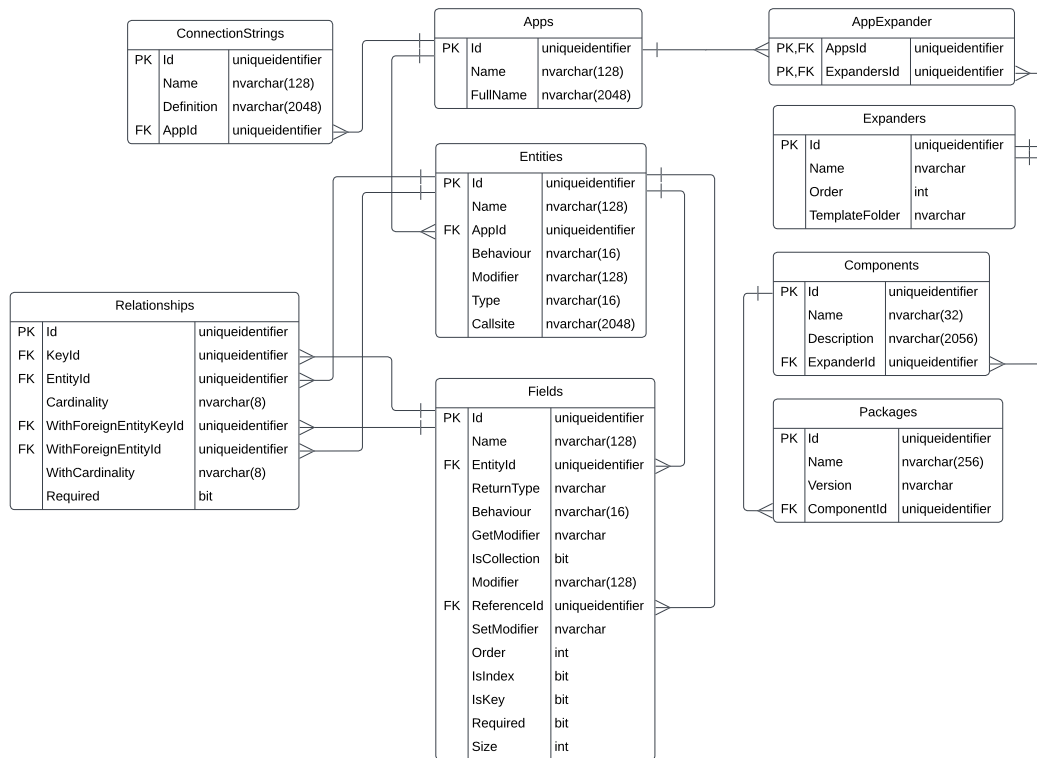 ConnectionStrings
PK Id uniqueidentifier
Name nvarchar(128)
Definition nvarchar(2048)
FK AppId uniqueidentifier
Apps
PK Id uniqueidentifier
Name nvarchar(128)
FullName nvarchar(2048)
AppExpander
PK,FK AppsId uniqueidentifier
PK,FK ExpandersId uniqueidentifier
Expanders
PK Id uniqueidentifier
Name nvarchar
Order int
TemplateFolder nvarchar
Entities
PK Id uniqueidentifier
Name nvarchar(128)
FK AppId uniqueidentifier
Behaviour nvarchar(16)
Modifier nvarchar(128)
Type nvarchar(16)
Callsite nvarchar(2048)
Components
PK Id uniqueidentifier
Name nvarchar(32)
Description nvarchar(2056)
FK ExpanderId uniqueidentifier
Relationships
PK Id uniqueidentifier
FK KeyId uniqueidentifier
FK EntityId uniqueidentifier
Cardinality nvarchar(8)
FK WithForeignEntityKeyId uniqueidentifier
FK WithForeignEntityId uniqueidentifier
WithCardinality nvarchar(8)
Required bit
Fields
PK Id uniqueidentifier
Name nvarchar(128)
FK EntityId uniqueidentifier
ReturnType nvarchar
Behaviour nvarchar(16)
GetModifier nvarchar
IsCollection bit
Modifier nvarchar(128)
FK ReferenceId uniqueidentifier
SetModifier nvarchar
Order int
IsIndex bit
IsKey bit
Required bit
Size int
Packages
PK Id uniqueidentifier
Name nvarchar(256)
Version nvarchar
FK ComponentId uniqueidentifier